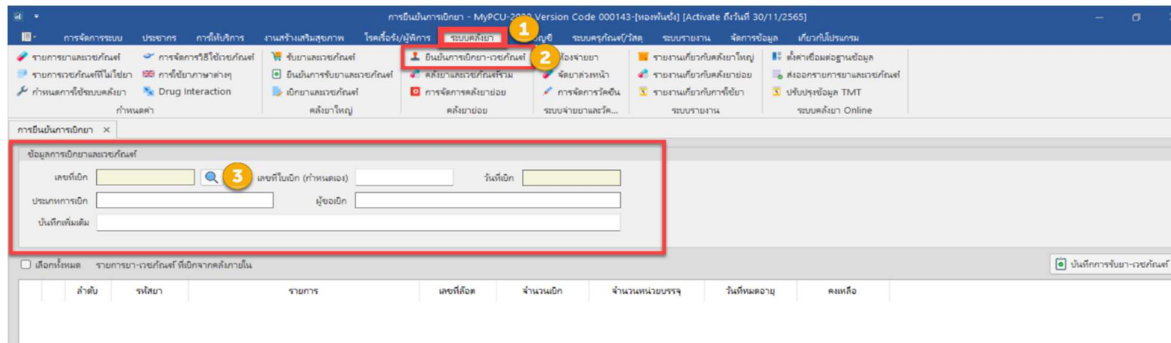 การยืนยันการเบิกยา - MyPCU-2020 Version Code 000143-[ทองพันชั่ง] [Activate ถึงวันที่ 30/11/2565]
การจัดการระบบ ประชากร การให้บริการ งานสร้างเสริมสุขภาพ โรคเรื้อรัง/ผู้พิการ ระบบคลังยา 1 บัญชี ระบบครุภัณฑ์/วัสดุ ระบบรายงาน จัดการข้อมูล เกี่ยวกับโปรแกรม
รายการยาและเวชภัณฑ์ การจัดการวิธีใช้เวชภัณฑ์ รับยาและเวชภัณฑ์ ยืนยันการเบิกยา-เวชภัณฑ์ 2 ห้องจ่ายยา รายงานเกี่ยวกับคลังยาใหญ่ ตั้งค่าเชื่อมต่อฐานข้อมูล
รายการเวชภัณฑ์ที่ไม่ใช่ยา การใช้ยาภาษาต่างๆ ยืนยันการรับยาและเวชภัณฑ์ คลังยาและเวชภัณฑ์รวม จัดยาล่วงหน้า รายงานเกี่ยวกับคลังยาย่อย ส่งออกรายการยาและเวชภัณฑ์
กำหนดการใช้ระบบคลังยา Drug Interaction เบิกยาและเวชภัณฑ์ การจัดการคลังยาย่อย การจัดการวัคซีน รายงานเกี่ยวกับการใช้ยา ปรับปรุงข้อมูล TMT
กำหนดค่า คลังยาใหญ่ คลังยาย่อย ระบบจ่ายยาและวัค... ระบบรายงาน ระบบคลังยา Online
การยืนยันการเบิกยา ×
ข้อมูลการเบิกยาและเวชภัณฑ์
เลขที่เบิก 3 เลขที่ใบเบิก (กำหนดเอง) วันที่เบิก
ประเภทการเบิก ผู้ขอเบิก
บันทึกเพิ่มเติม
เลือกทั้งหมด รายการยา-เวชภัณฑ์ ที่เบิกจากคลังภายใน บันทึกการรับยา-เวชภัณฑ์
ลำดับ รหัสยา รายการ เลขที่ล๊อต จำนวนเบิก จำนวนหน่วยบรรจุ วันที่หมดอายุ คงเหลือ